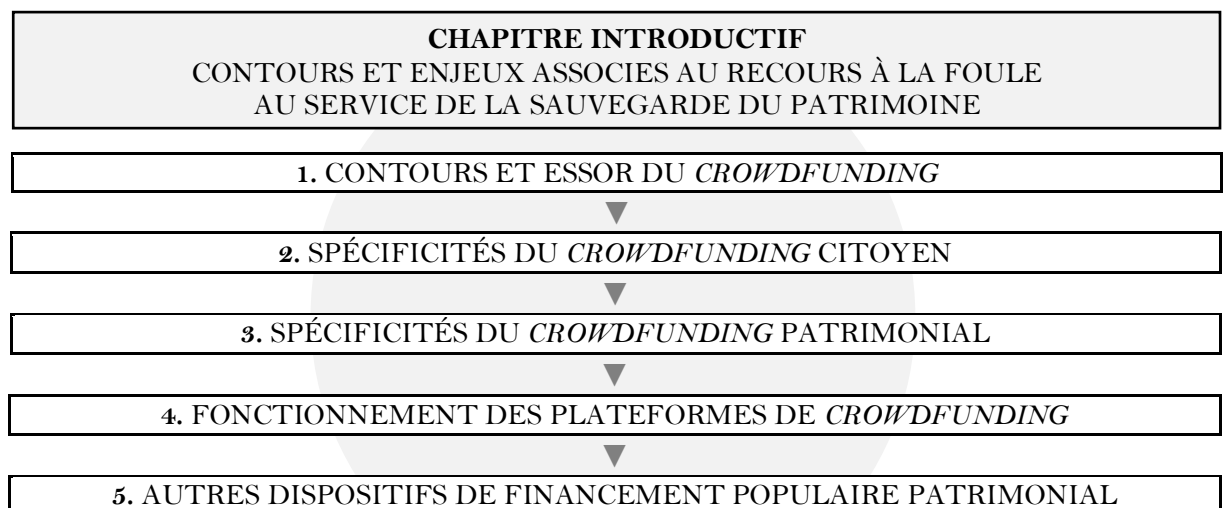 CHAPITRE INTRODUCTIF
CONTOURS ET ENJEUX ASSOCIES AU RECOURS À LA FOULE
AU SERVICE DE LA SAUVEGARDE DU PATRIMOINE
1. CONTOURS ET ESSOR DU CROWDFUNDING
2. SPÉCIFICITÉS DU CROWDFUNDING CITOYEN
3. SPÉCIFICITÉS DU CROWDFUNDING PATRIMONIAL
4. FONCTIONNEMENT DES PLATEFORMES DE CROWDFUNDING
5. AUTRES DISPOSITIFS DE FINANCEMENT POPULAIRE PATRIMONIAL